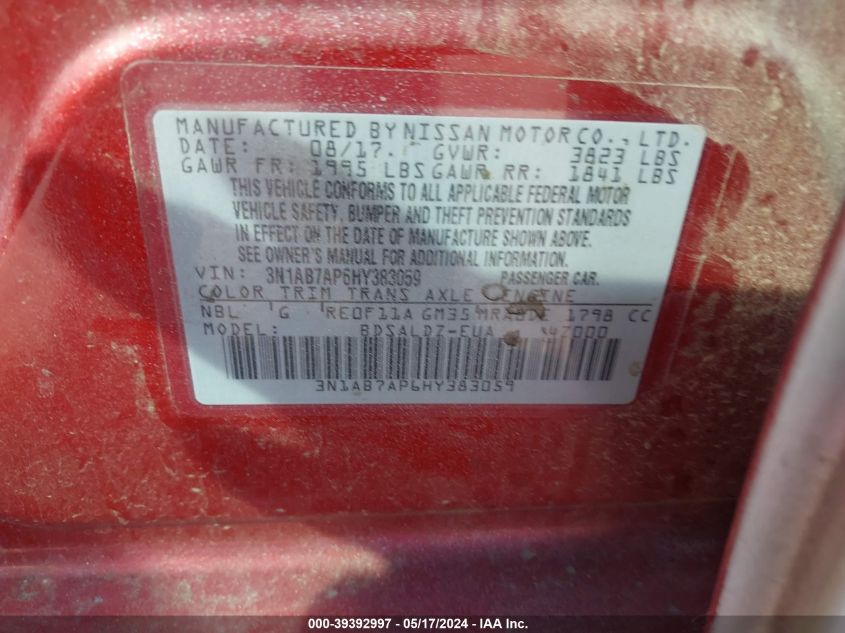 MANUFACTURED BY NISSAN MOTOR CO., LTD.
DATE: 08/17. GVWR: 3823 LBS
GAWR FR: 1995 LBS GAWR RR: 1841 LBS
THIS VEHICLE CONFORMS TO ALL APPLICABLE FEDERAL MOTOR
VEHICLE SAFETY, BUMPER AND THEFT PREVENTION STANDARDS
IN EFFECT ON THE DATE OF MANUFACTURE SHOWN ABOVE.
SEE OWNER'S MANUAL FOR ADDITIONAL INFORMATION.
VIN: 3N1AB7AP6HY383059 PASSENGER CAR.
COLOR TRIM TRANS AXLE ENGINE
NBL G RE0F11A GM35 1798 CC
MODEL: BDSALDZ-EUA
3N1AB7AP6HY383059
000-39392997 - 05/17/2024 - IAA Inc.